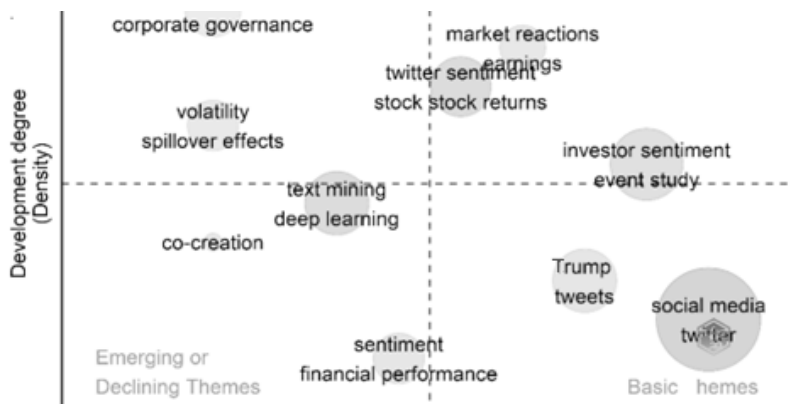 corporate governance
market reactions
earnings
twitter sentiment
stock stock returns
volatility
spillover effects
investor sentiment
event study
text mining
deep learning
co-creation
Trump
tweets
social media
twitter
sentiment
financial performance
Emerging or
Declining Themes
Basic hemes
Development degree
(Density)